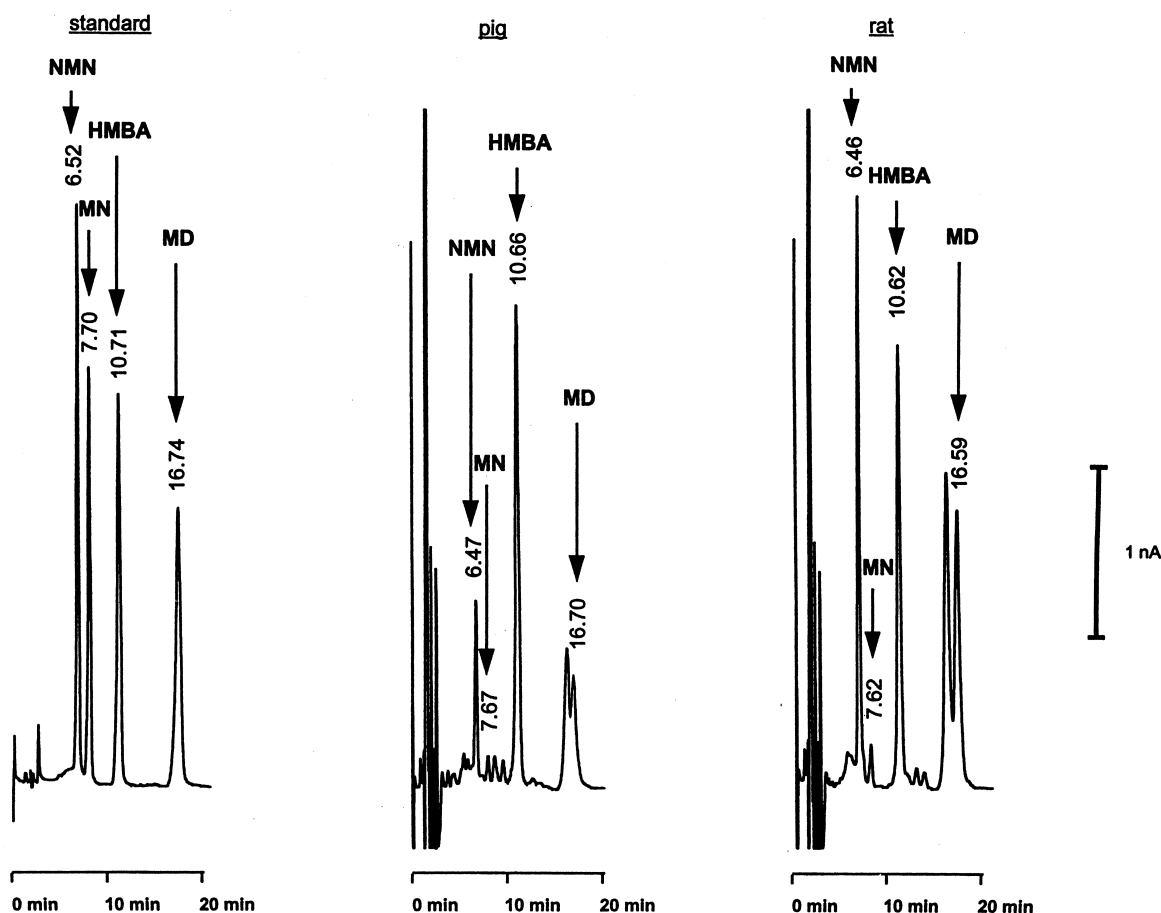 standard
NMN
6.52
HMBA
MN
7.70
10.71
MD
16.74
0 min 10 min 20 min
pig
HMBA
10.66
NMN
6.47
MN
7.67
MD
16.70
0 min 10 min 20 min
rat
NMN
6.46
HMBA
10.62
MD
16.59
MN
7.62
0 min 10 min 20 min
1 nA